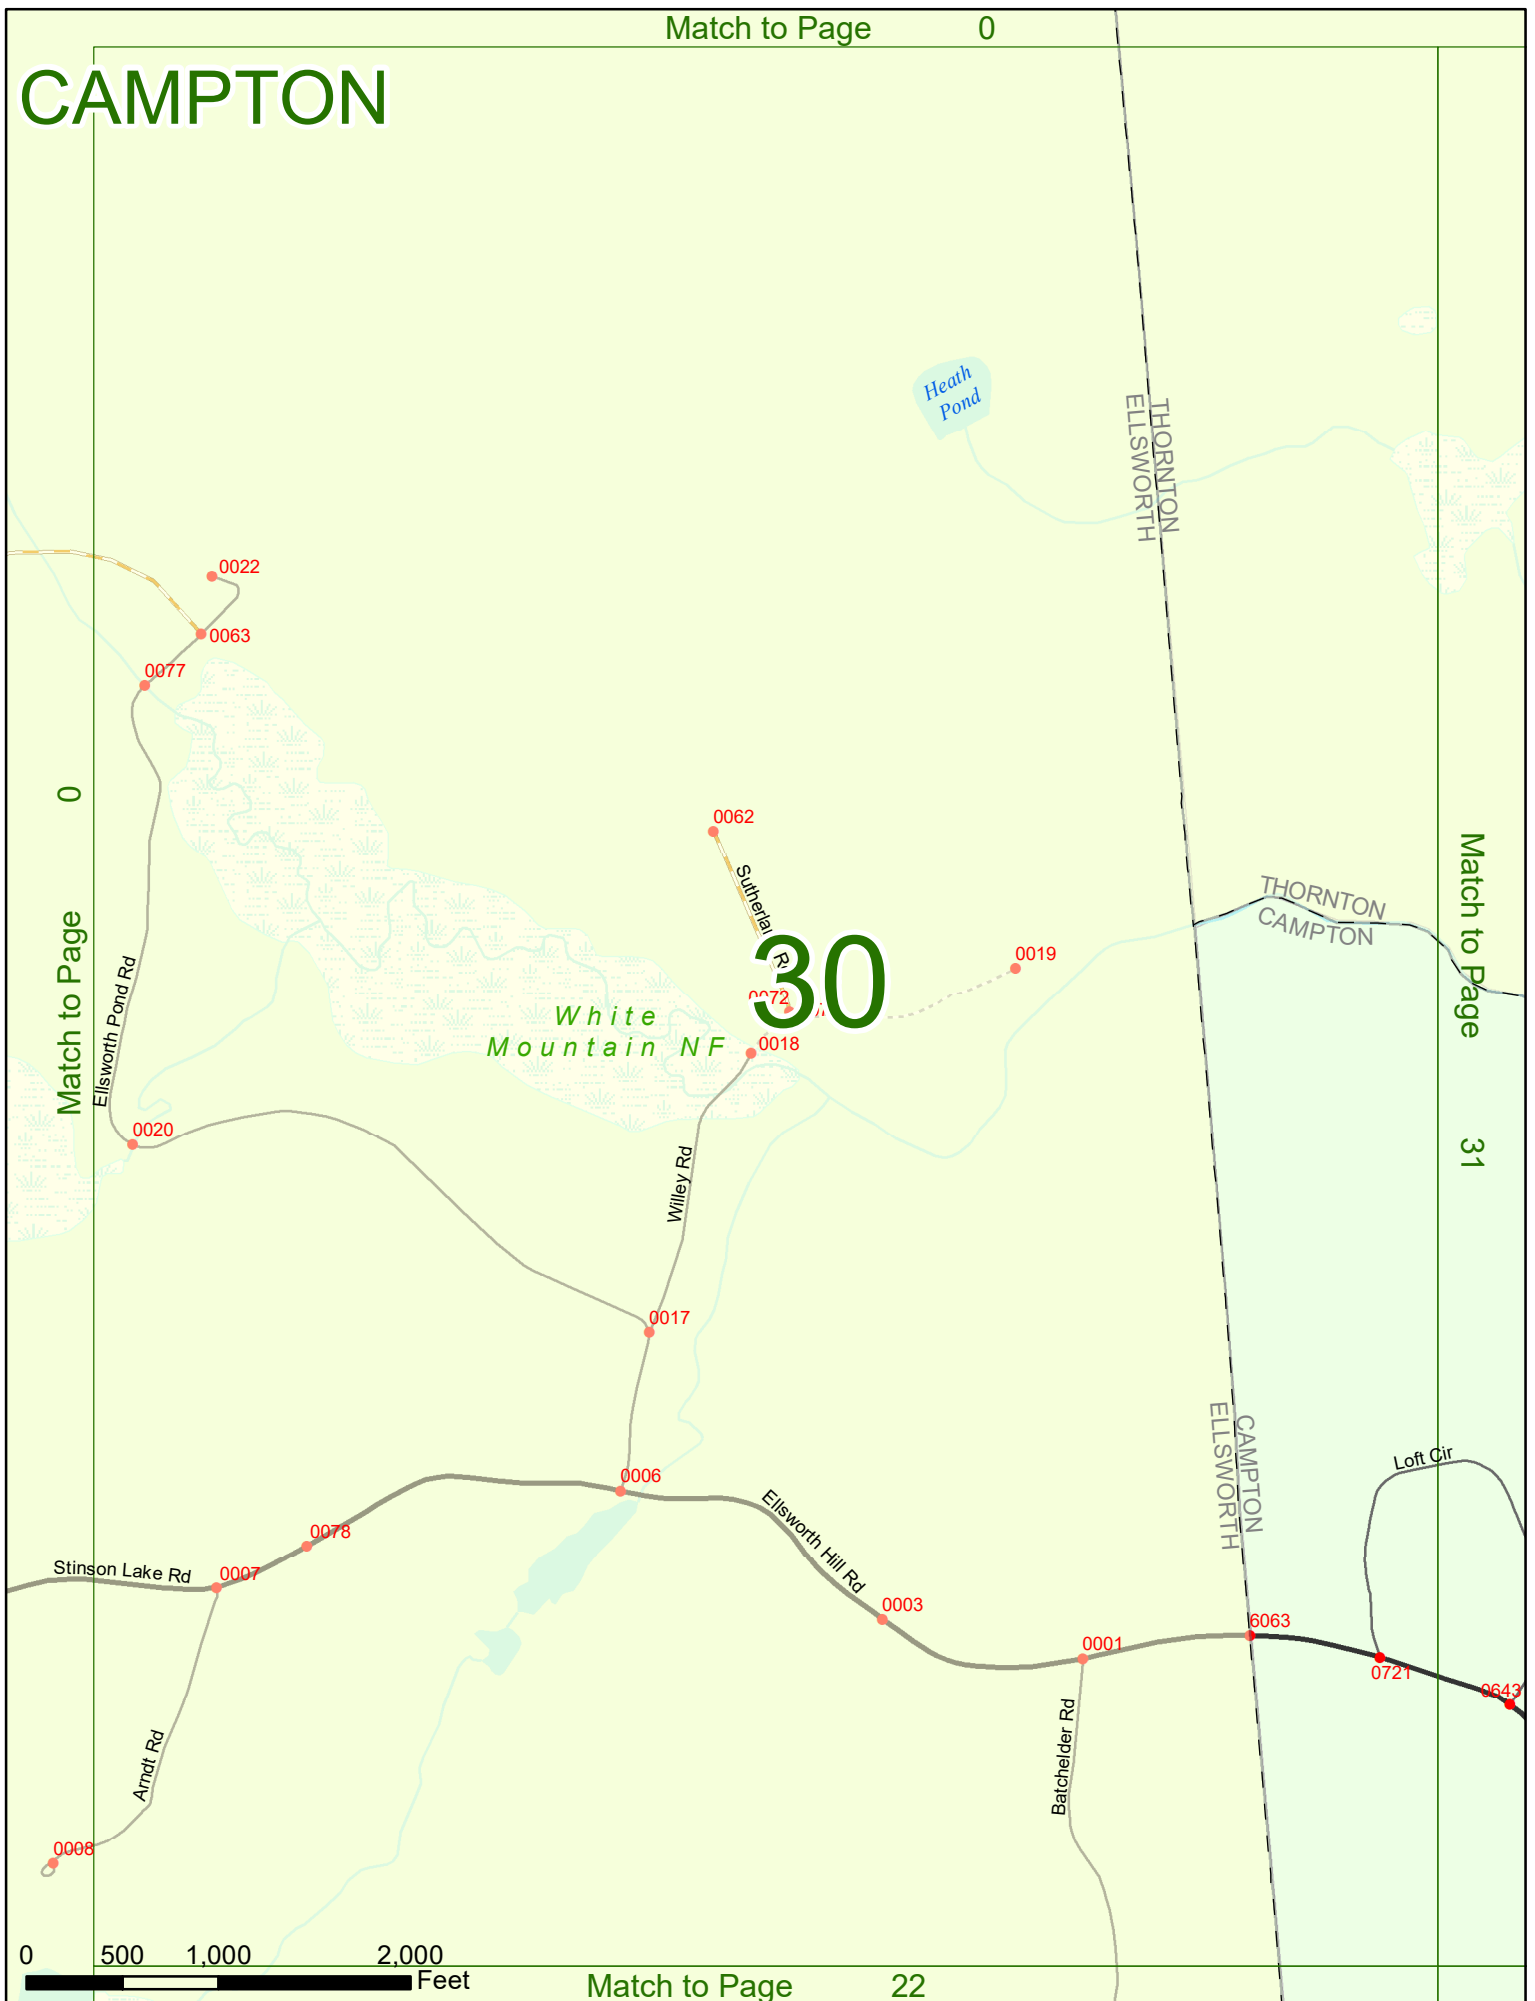 Match to Page 0
CAMPTON
Heath
Pond
THORNTON
ELLSWORTH
0022
0063
0077
0
Match to Page
0062
THORNTON
CAMPTON
Match to Page
31
0019
30
0072
White
Mountain NF
0018
Ellsworth Pond Rd
0020
Willey Rd
0017
CAMPTON
ELLSWORTH
Loft Cir
0006
Ellsworth Hill Rd
0078
Stinson Lake Rd
0007
0003
6063
0001
0721
0643
Arndt Rd
Batchelder Rd
0008
0 500 1,000 2,000
Feet
Match to Page 22